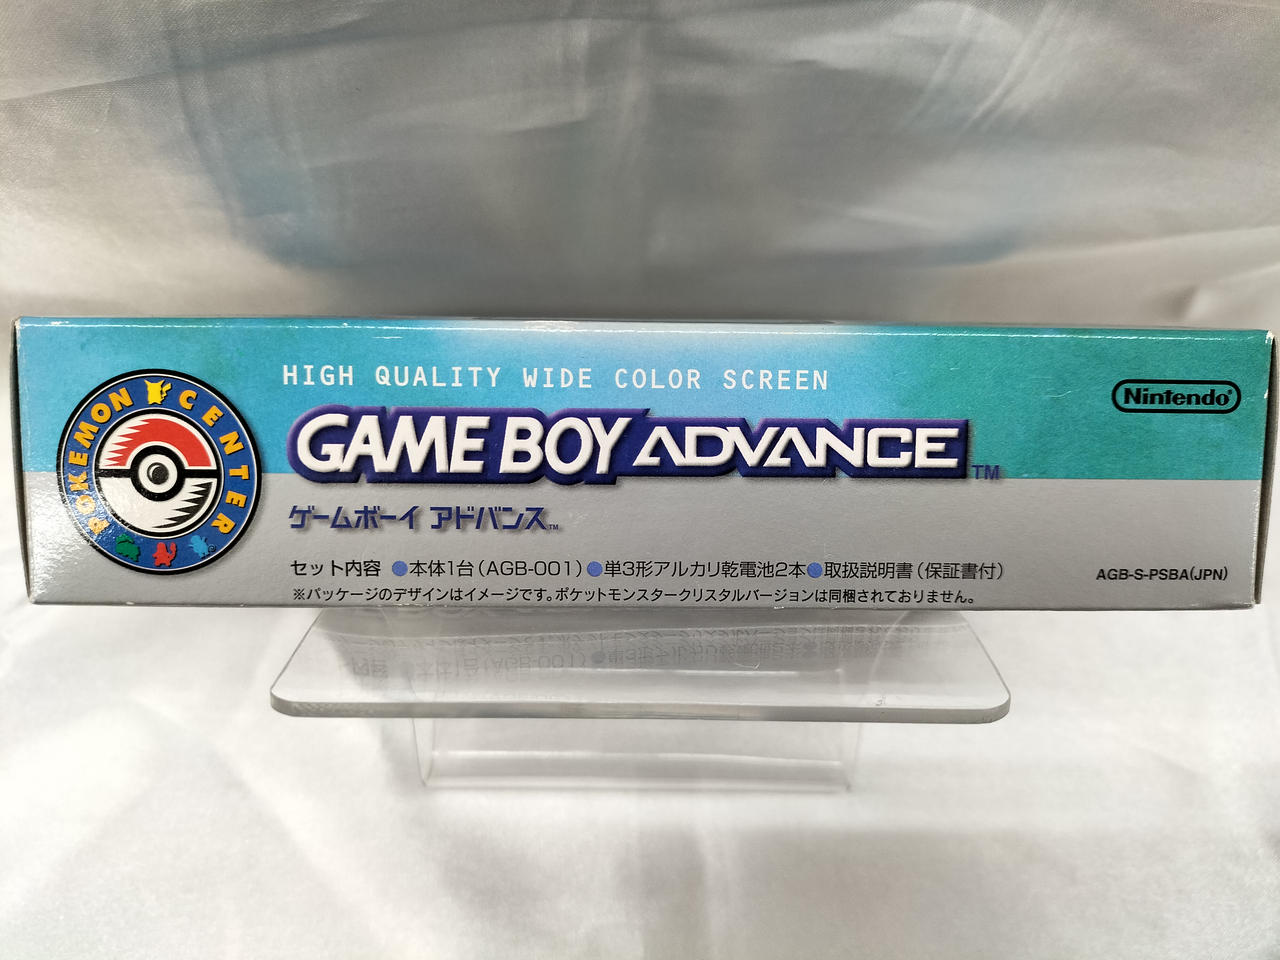 POKÉMON CENTER
HIGH QUALITY WIDE COLOR SCREEN
Nintendo®
GAME BOY ADVANCE™
ゲームボーイ アドバンス™
セット内容 ●本体1台(AGB-001) ●単3形アルカリ乾電池2本 ●取扱説明書(保証書付)
AGB-S-PSBA(JPN)
※パッケージのデザインはイメージです。ポケットモンスタークリスタルバージョンは同梱されておりません。